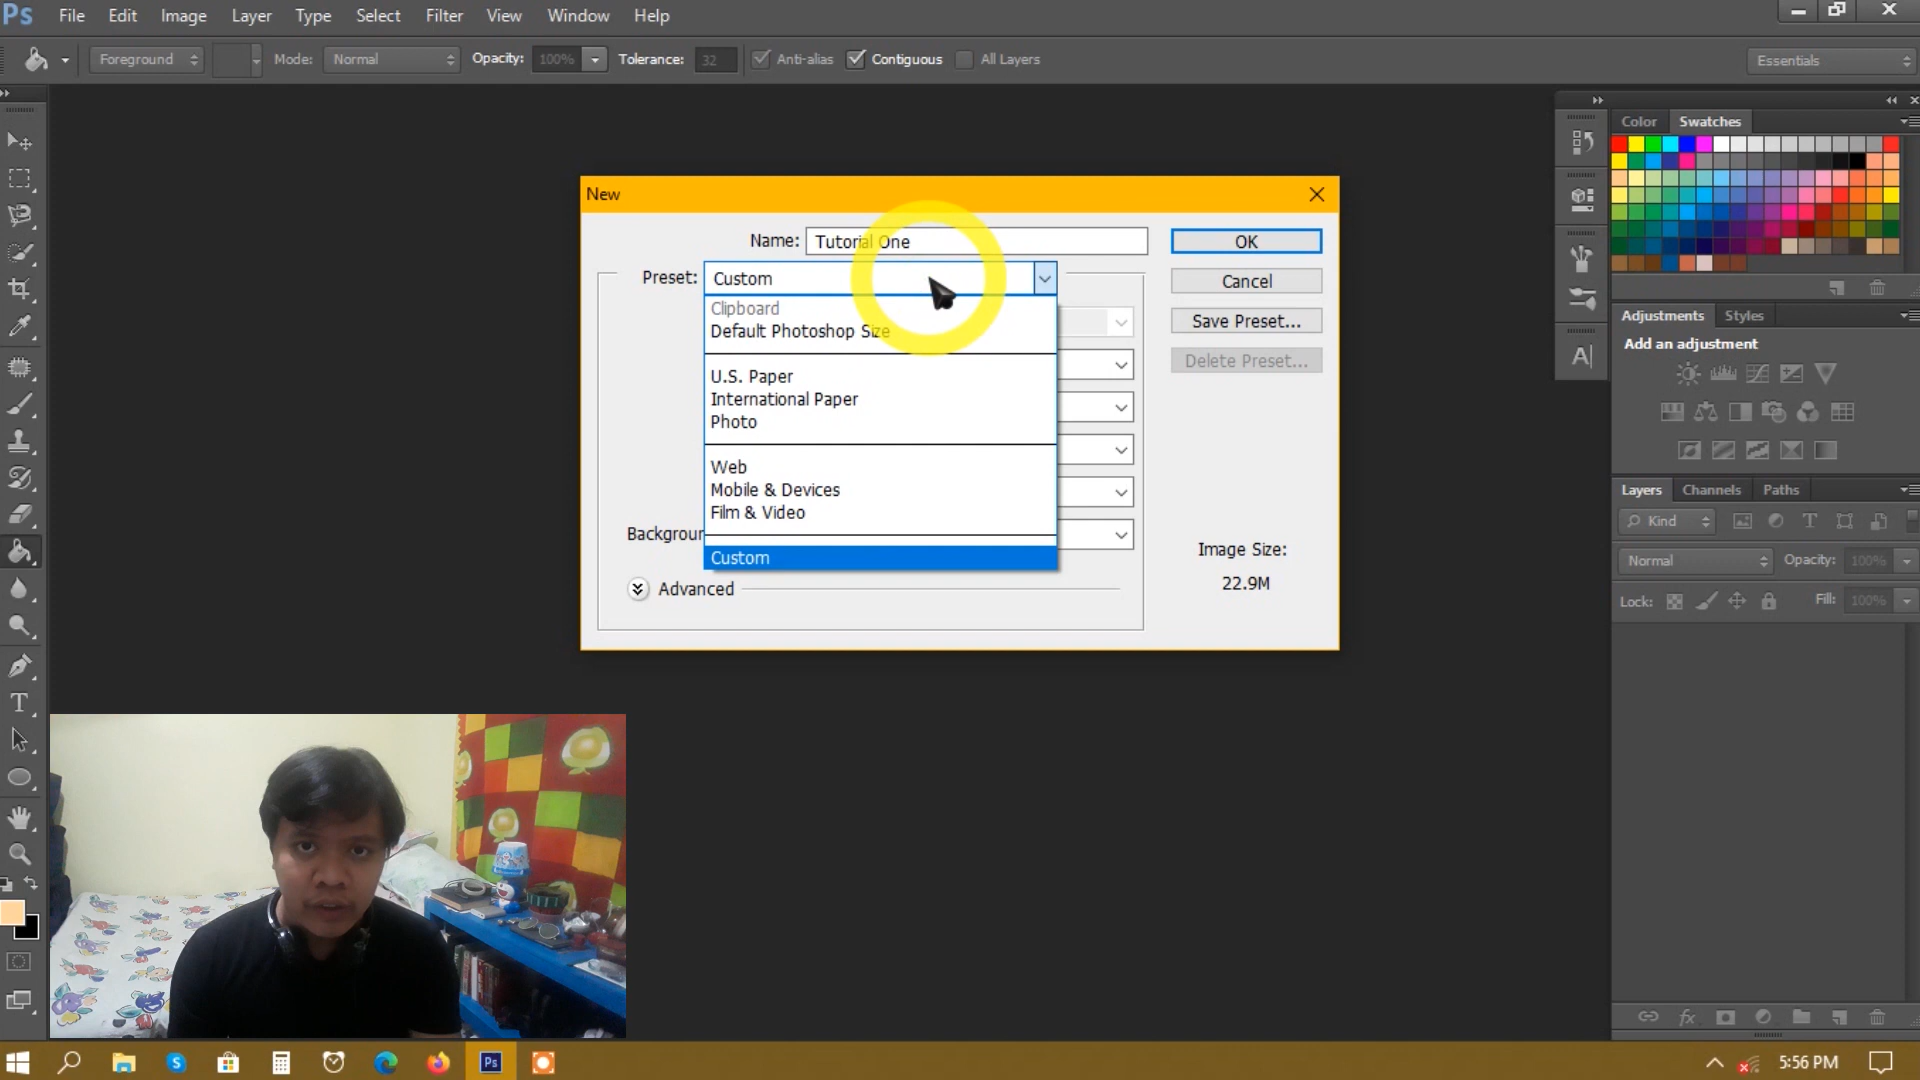 Ps File Edit Image Layer Type Select Filter View Window Help
Foreground Mode: Normal Opacity: 100% Tolerance: 32 Anti-alias Contiguous All Layers Essentials
Color Swatches
New
Name: Tutorial One OK
Preset: Custom Cancel
Clipboard
Default Photoshop Size
Save Preset...
Delete Preset...
U.S. Paper
International Paper
Photo
Web
Mobile & Devices
Film & Video
Custom
Backgroun
Advanced
Image Size:
22.9M
Adjustments Styles
Add an adjustment
Layers Channels Paths
Kind
Normal Opacity: 100%
Lock: Fill: 100%
fx
A
T
Ps
5:56 PM